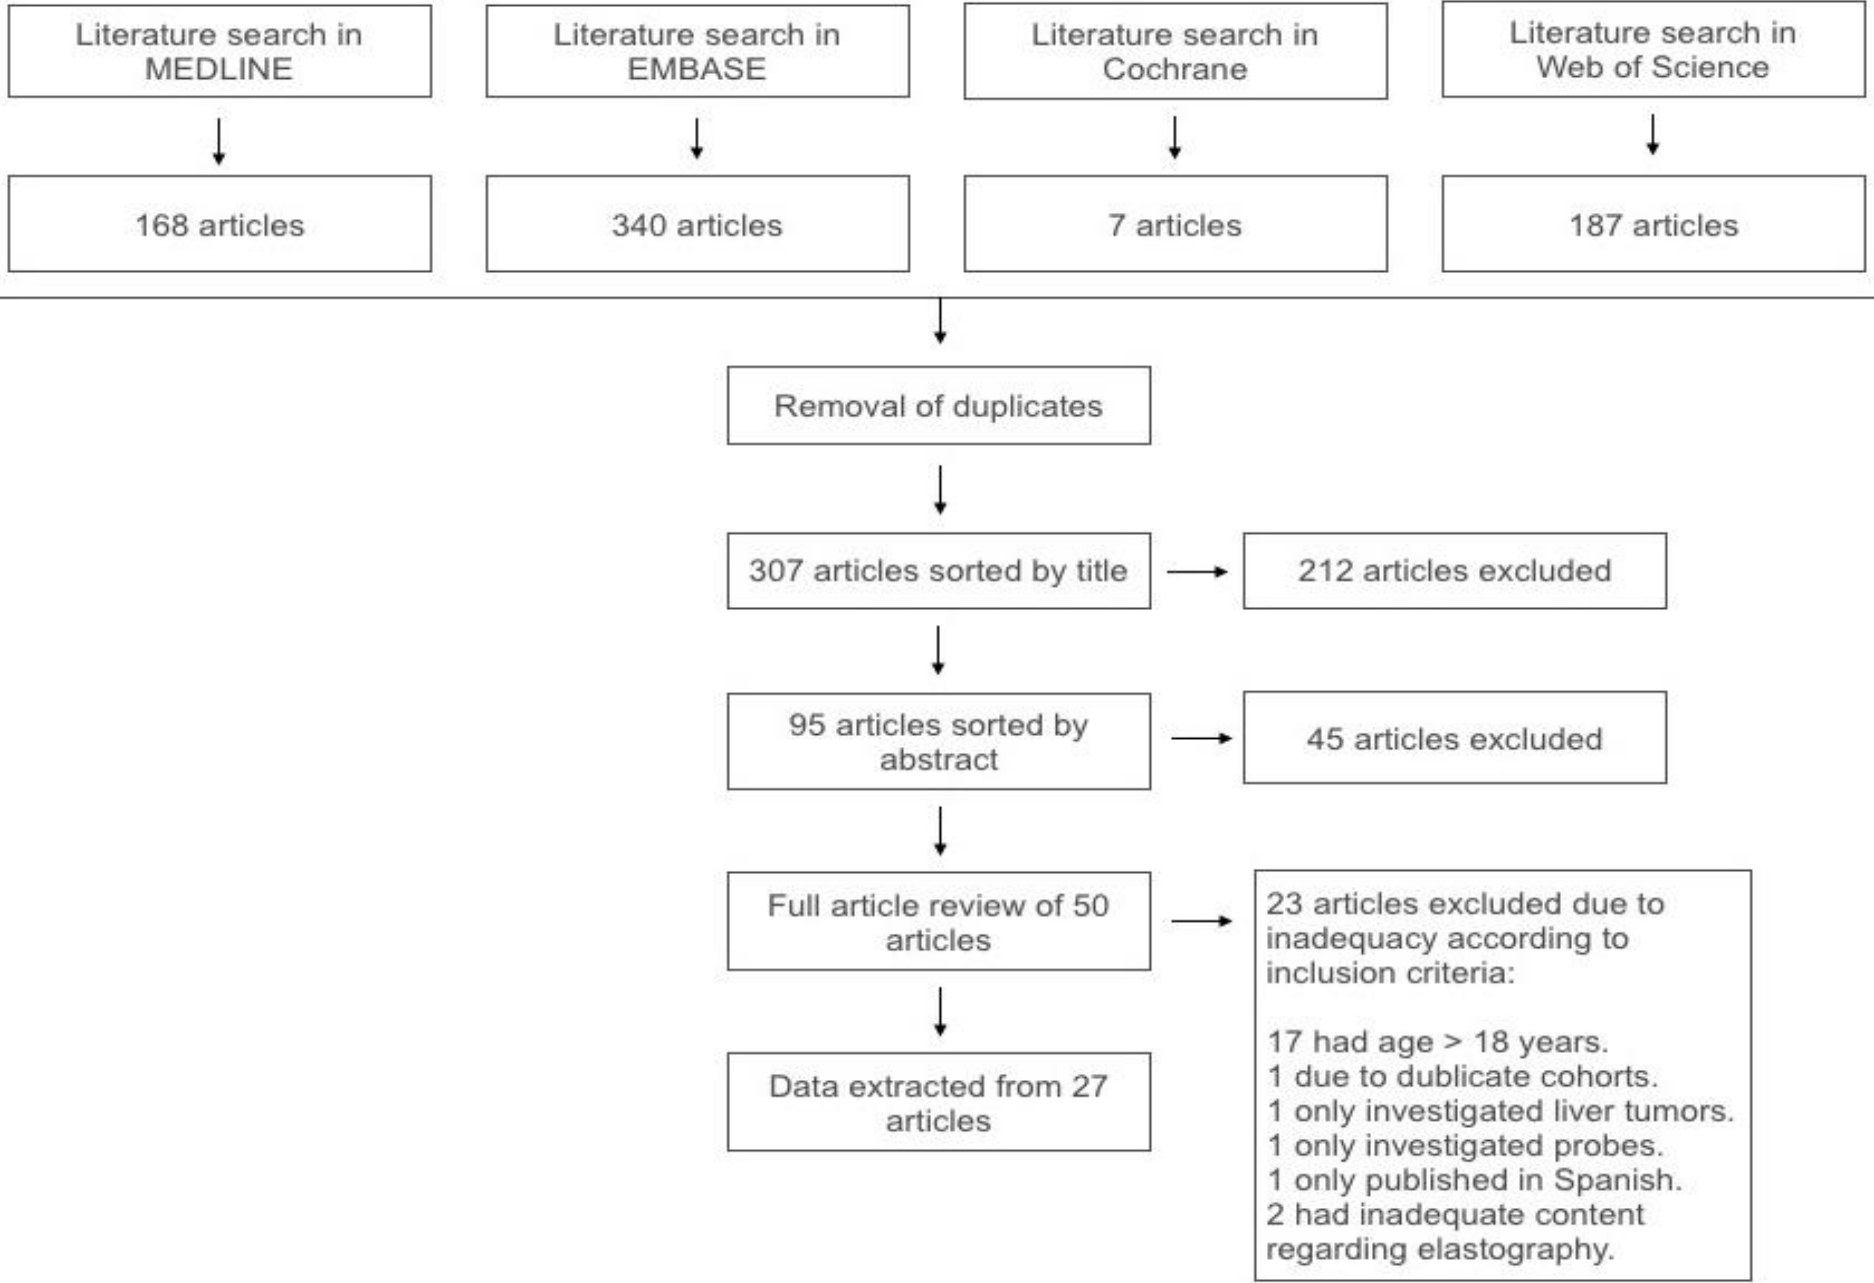 Literature search in
MEDLINE
Literature search in
EMBASE
Literature search in
Cochrane
Literature search in
Web of Science
168 articles
340 articles
7 articles
187 articles
Removal of duplicates
307 articles sorted by title
212 articles excluded
95 articles sorted by
abstract
45 articles excluded
Full article review of 50
articles
23 articles excluded due to
inadequacy according to
inclusion criteria:
17 had age > 18 years.
1 due to dublicate cohorts.
1 only investigated liver tumors.
1 only investigated probes.
1 only published in Spanish.
2 had inadequate content
regarding elastography.
Data extracted from 27
articles